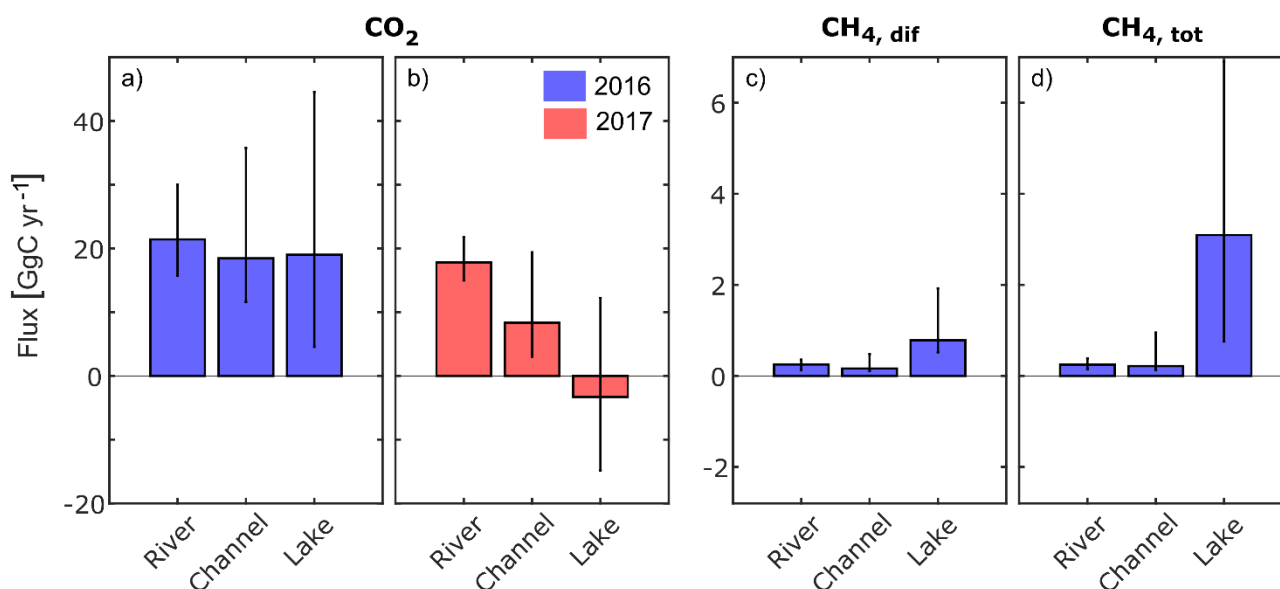 CO2
CH4, dif
CH4, tot
a)
b)
c)
d)
2016
2017
Flux [GgC yr-1]
40
20
0
-20
6
4
2
0
-2
River
Channel
Lake
River
Channel
Lake
River
Channel
Lake
River
Channel
Lake